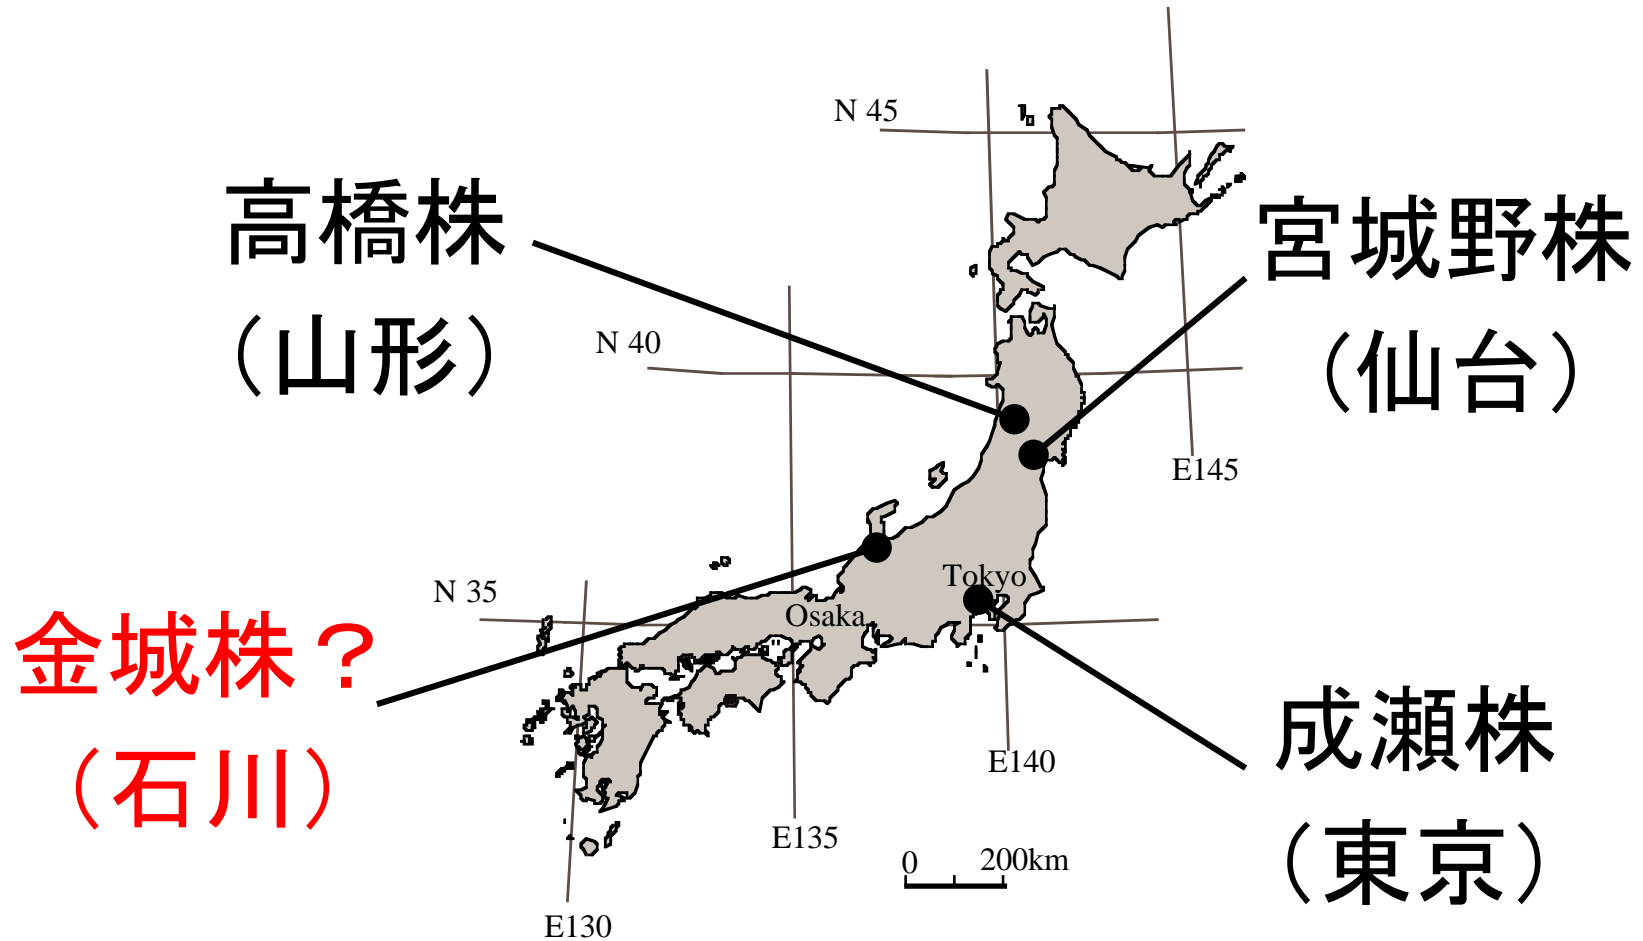 N 45
高橋株
(山形)
宮城野株
(仙台)
N 40
E145
N 35
Tokyo
Osaka
金城株？
(石川)
成瀬株
(東京)
E140
E135
0 200km
E130